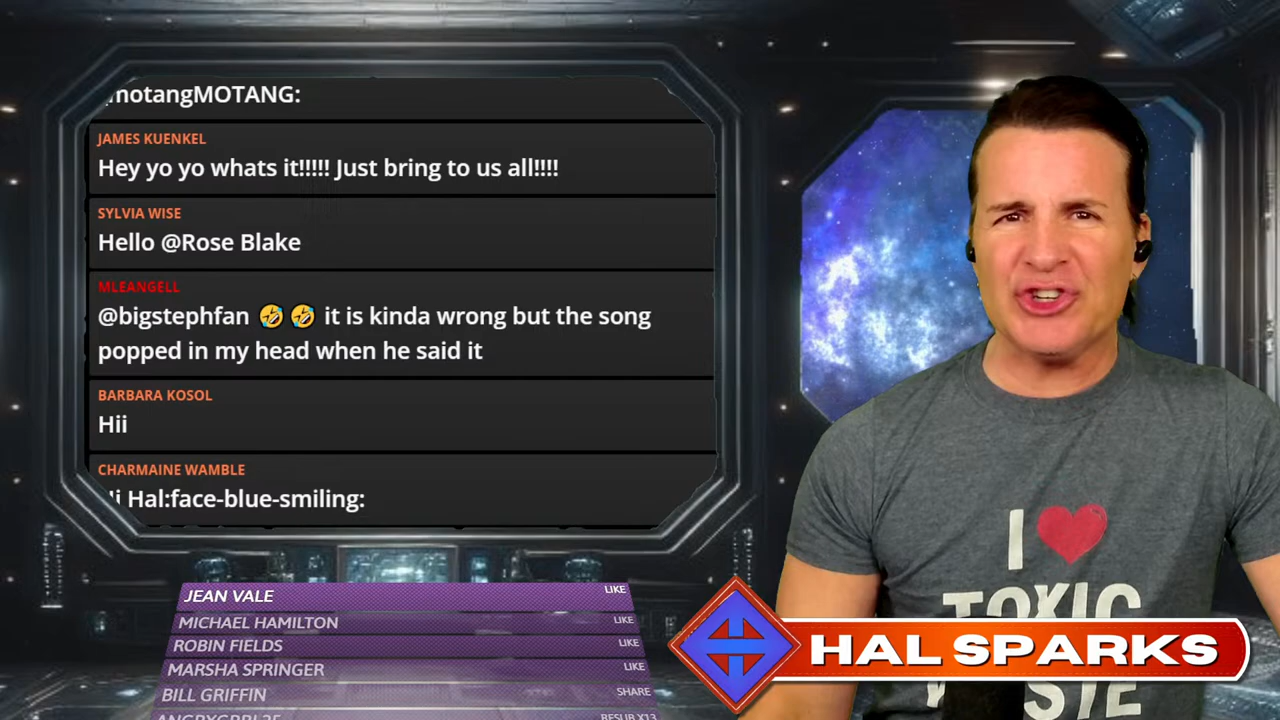 motangMOTANG:
JAMES KUENKEL
Hey yo yo whats it!!!!! Just bring to us all!!!!
SYLVIA WISE
Hello @Rose Blake
MLEANGELL
@bigstephfan 🤣 🤣 it is kinda wrong but the song
popped in my head when he said it
BARBARA KOSOL
Hii
CHARMAINE WAMBLE
Hi Hal:face-blue-smiling:
JEAN VALE LIKE
MICHAEL HAMILTON LIKE
ROBIN FIELDS LIKE
MARSHA SPRINGER LIKE
BILL GRIFFIN SHARE
RESUB X13
I
TOXIC
HAL SPARKS